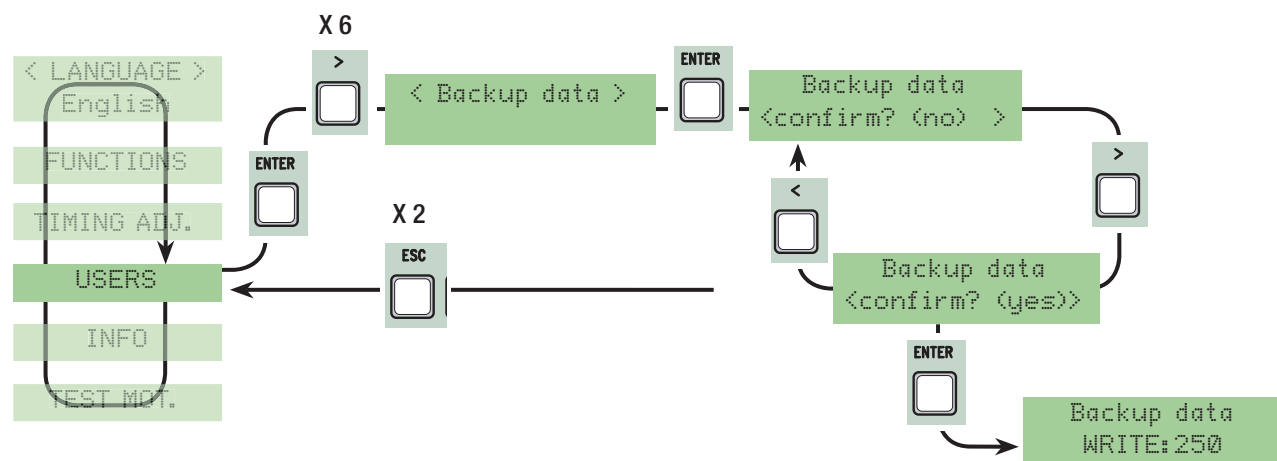 X 6
>
< LANGUAGE >
English
FUNCTIONS
TIMING ADJ.
USERS
INFO
TEST MOT.
ENTER
< Backup data >
ENTER
Backup data
<confirm? (no) >
>
<
Backup data
<confirm? (yes)>
X 2
ESC
ENTER
Backup data
WRITE:250